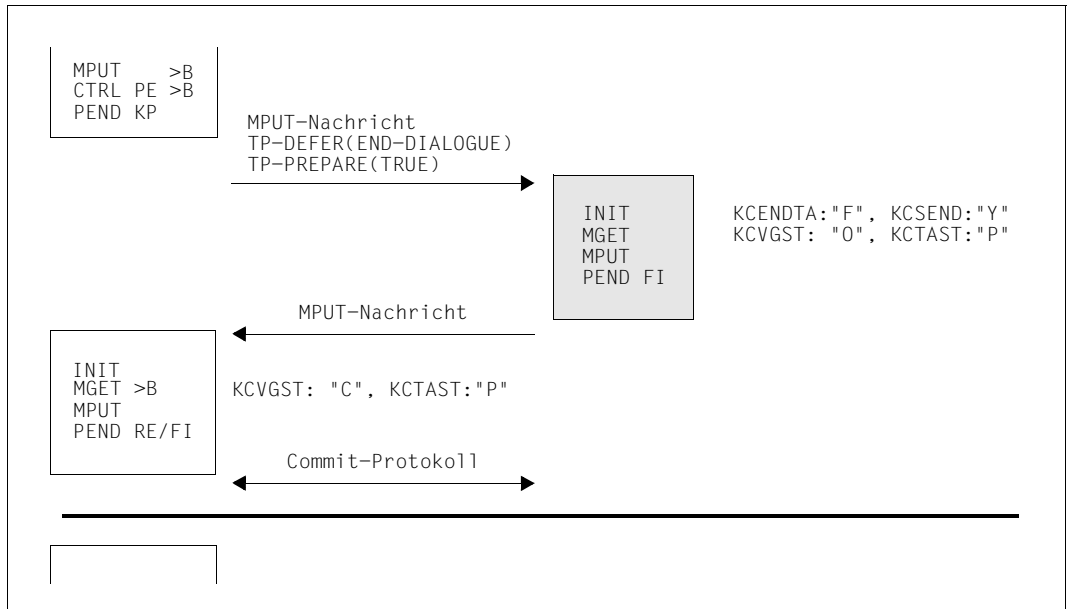 MPUT >B
CTRL PE >B
PEND KP
MPUT-Nachricht
TP-DEFER(END-DIALOGUE)
TP-PREPARE(TRUE)
INIT
MGET
MPUT
PEND FI
KCENDTA:"F", KCSEND:"Y"
KCVGST: "O", KCTAST:"P"
MPUT-Nachricht
INIT
MGET >B
MPUT
PEND RE/FI
KCVGST: "C", KCTAST:"P"
Commit-Protokoll